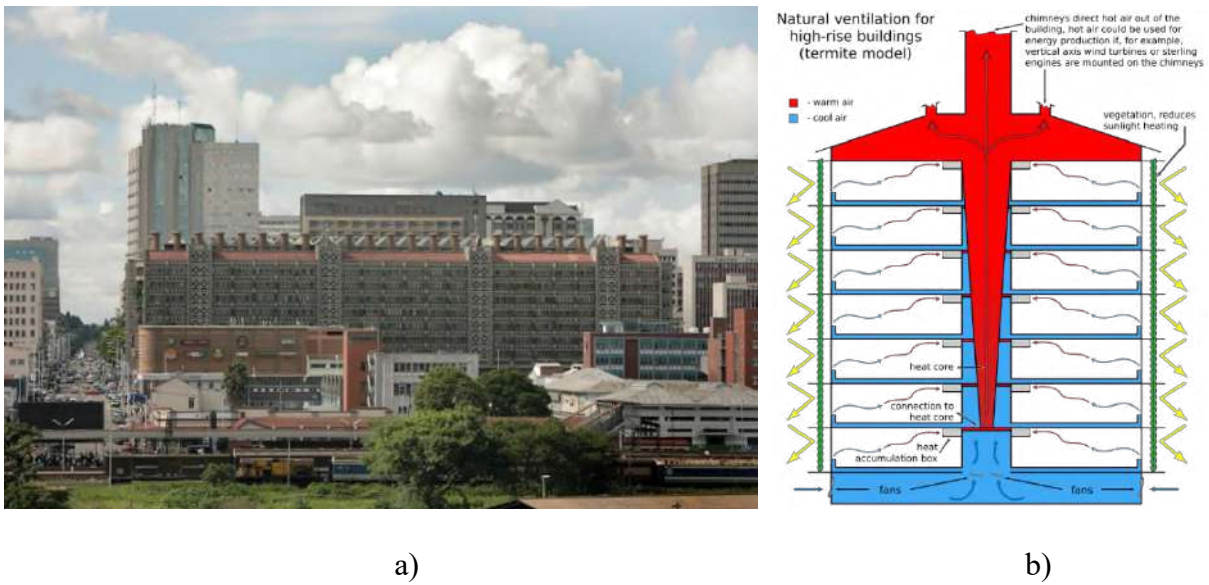 Natural ventilation for
high-rise buildings
(termite model)
chimneys direct hot air out of the
building, hot air could be used for
energy production if, for example,
vertical axis wind turbines or sterling
engines are mounted on the chimneys
- warm air
- cool air
vegetation, reduces
sunlight heating
heat core
connection to
heat core
heat
accumulation box
fans
fans
a)
b)